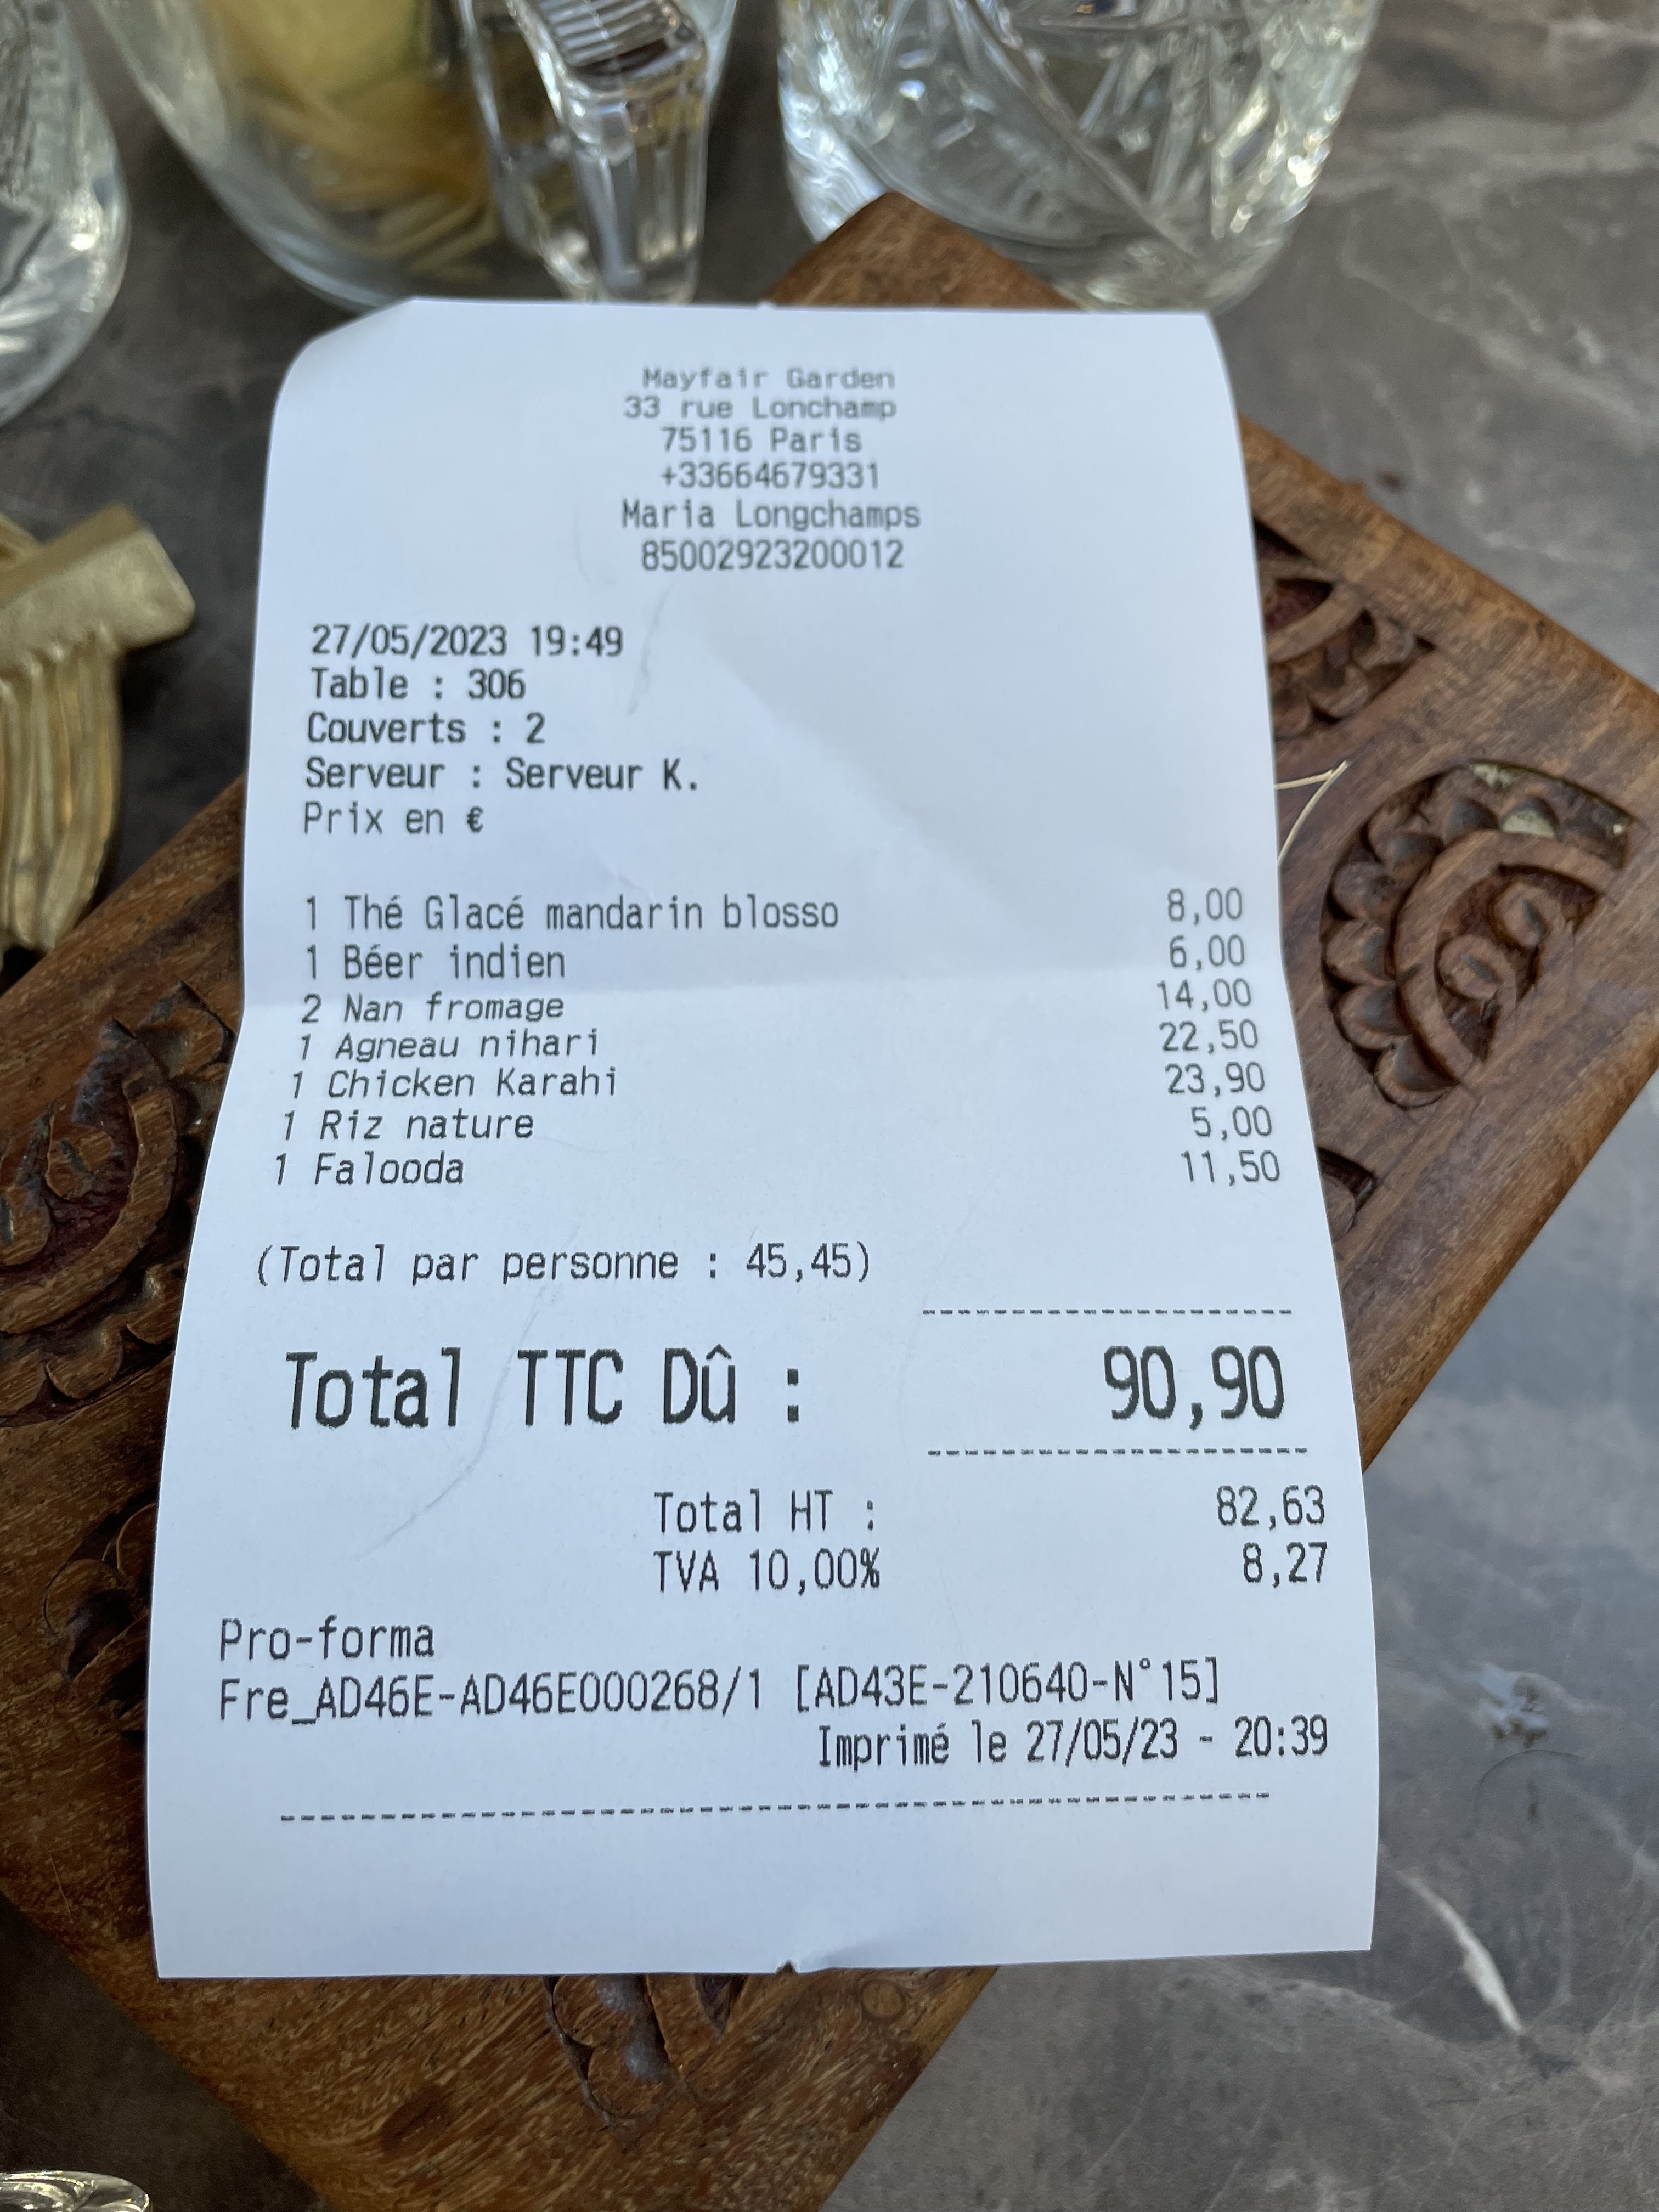 Mayfair Garden
33 rue Lonchamp
75116 Paris
+33664679331
Maria Longchamps
85002923200012
27/05/2023 19:49
Table : 306
Couverts : 2
Serveur : Serveur K.
Prix en €
1 Thé Glacé mandarin blosso 8,00
1 Béer indien 6,00
2 Nan fromage 14,00
1 Agneau nihari 22,50
1 Chicken Karahi 23,90
1 Riz nature 5,00
1 Falooda 11,50
(Total par personne : 45,45)
Total TTC Dû : 90,90
Total HT : 82,63
TVA 10,00% 8,27
Pro-forma
Fre_AD46E-AD46E000268/1 [AD43E-210640-N°15]
Imprimé le 27/05/23 - 20:39